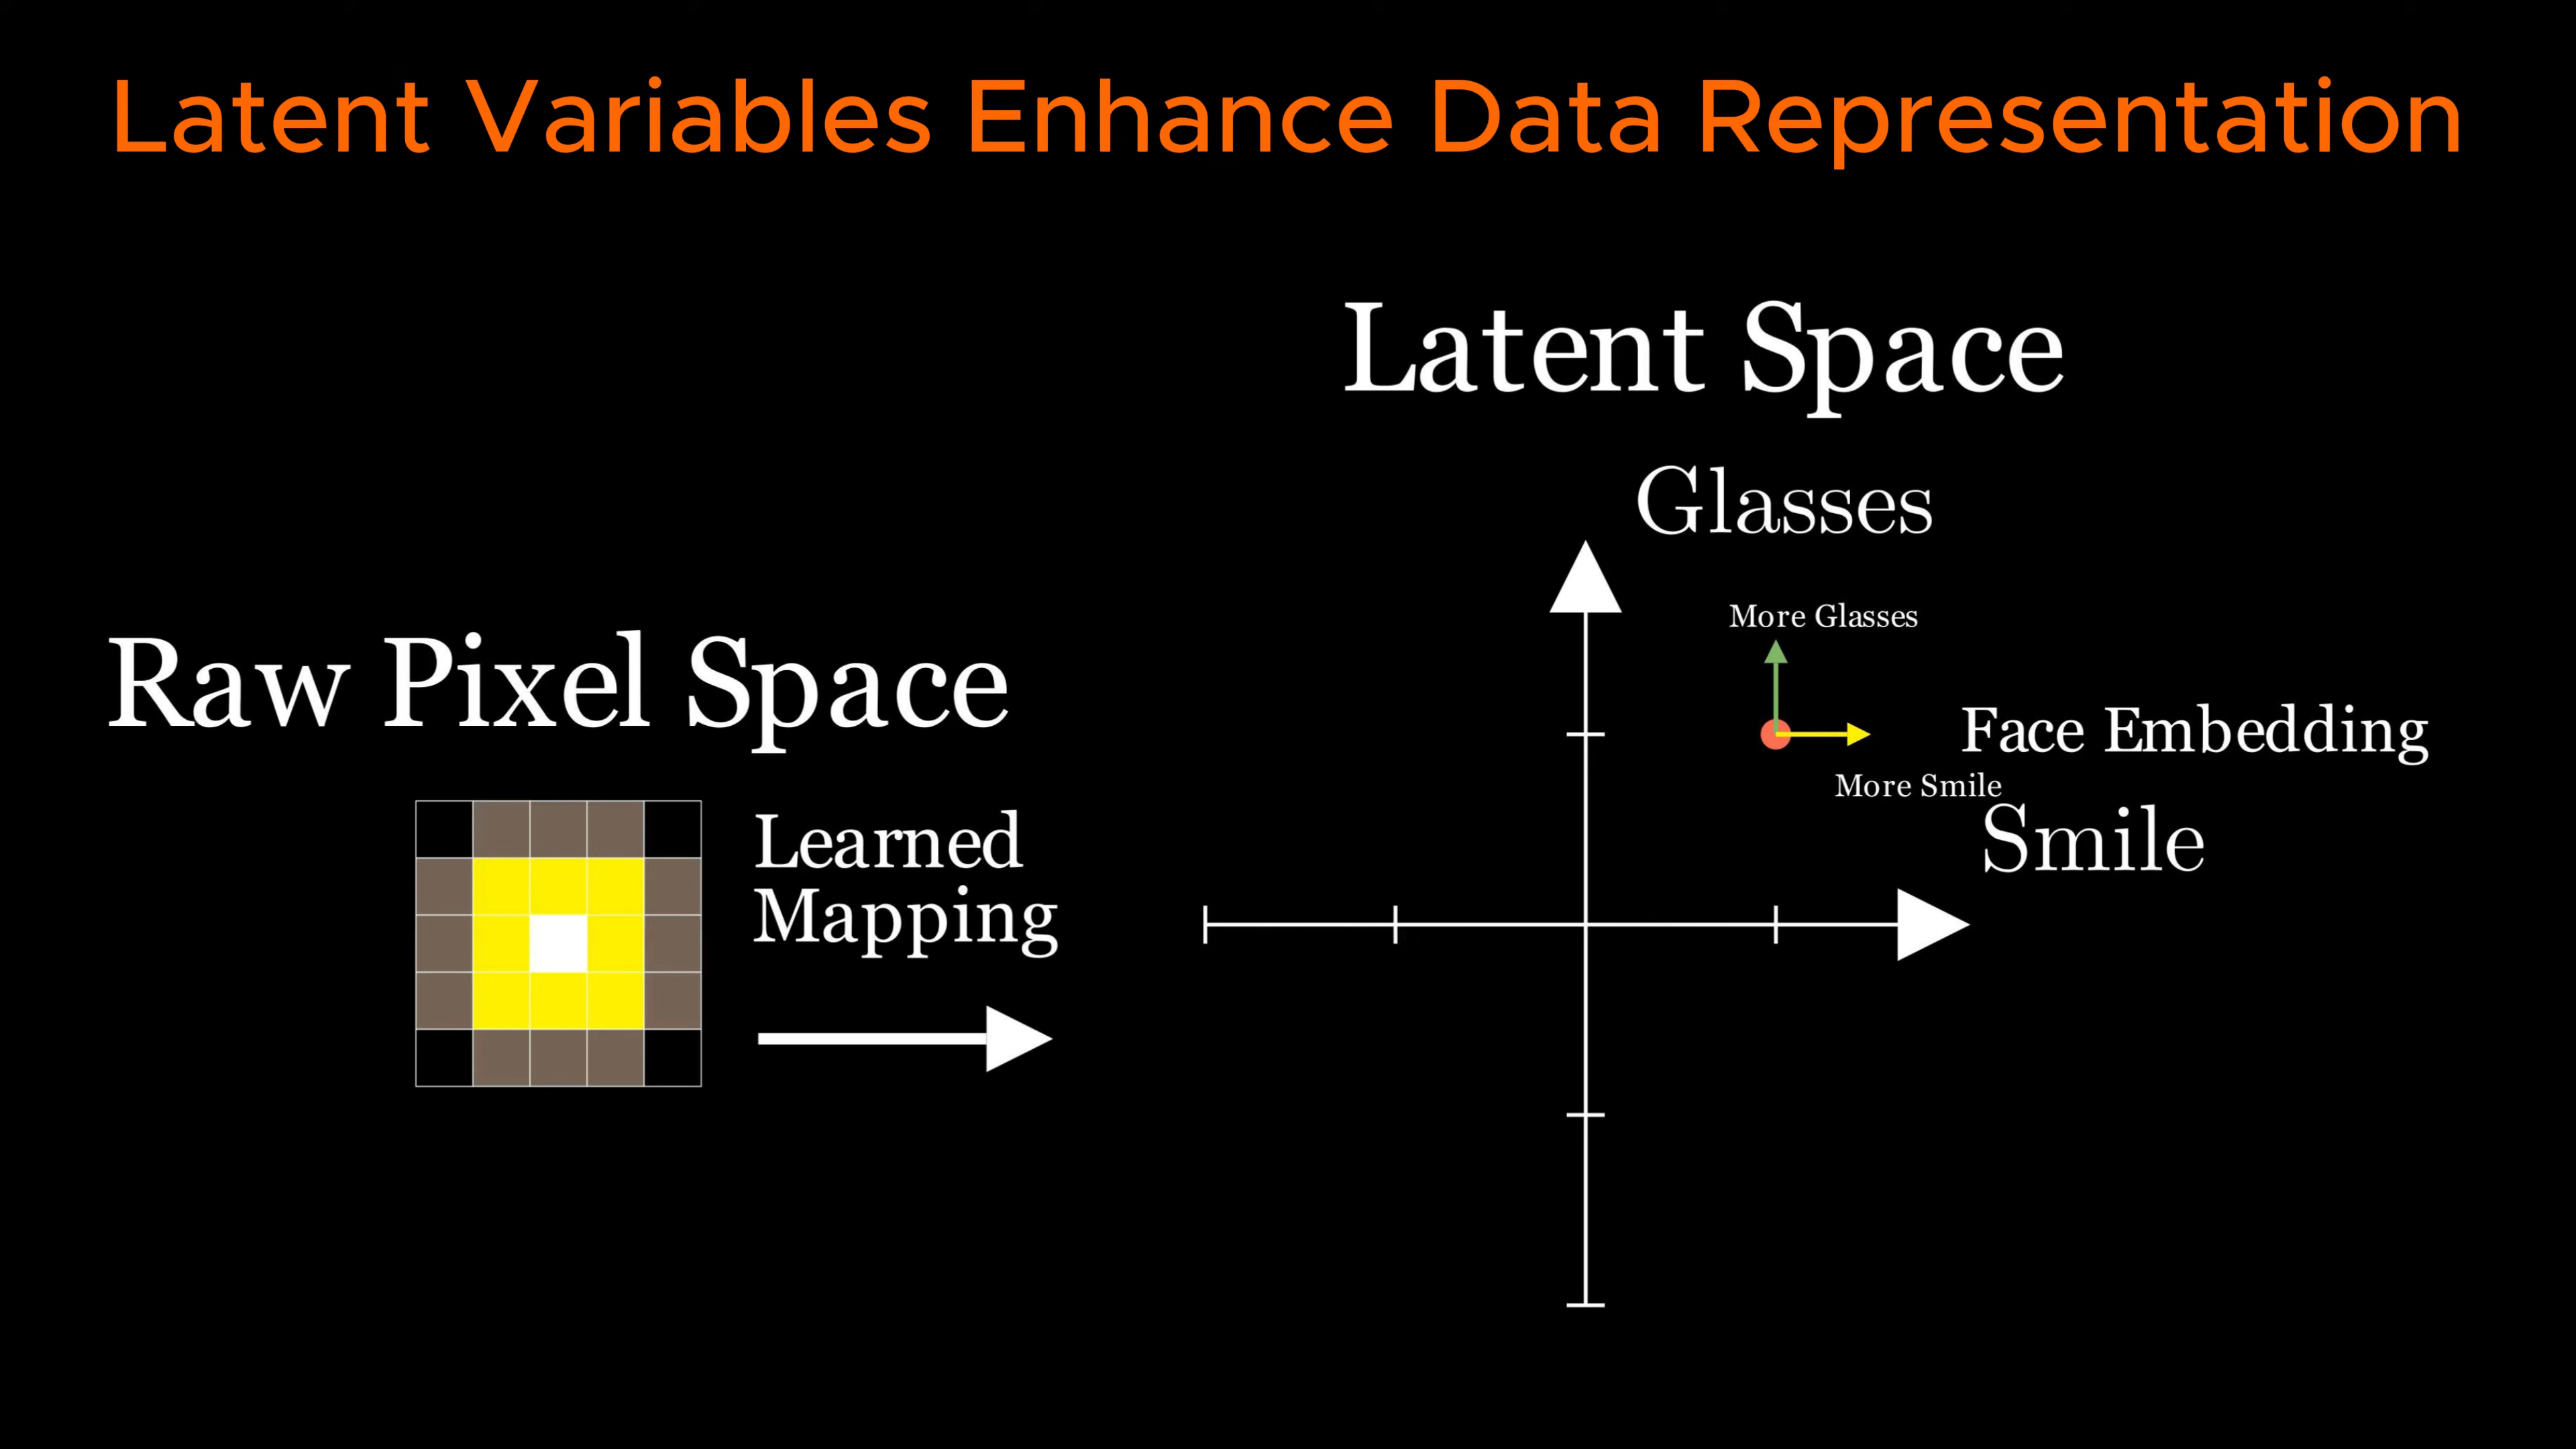 Latent Variables Enhance Data Representation
Raw Pixel Space
Learned
Mapping
Latent Space
Glasses
More Glasses
Face Embedding
More Smile
Smile